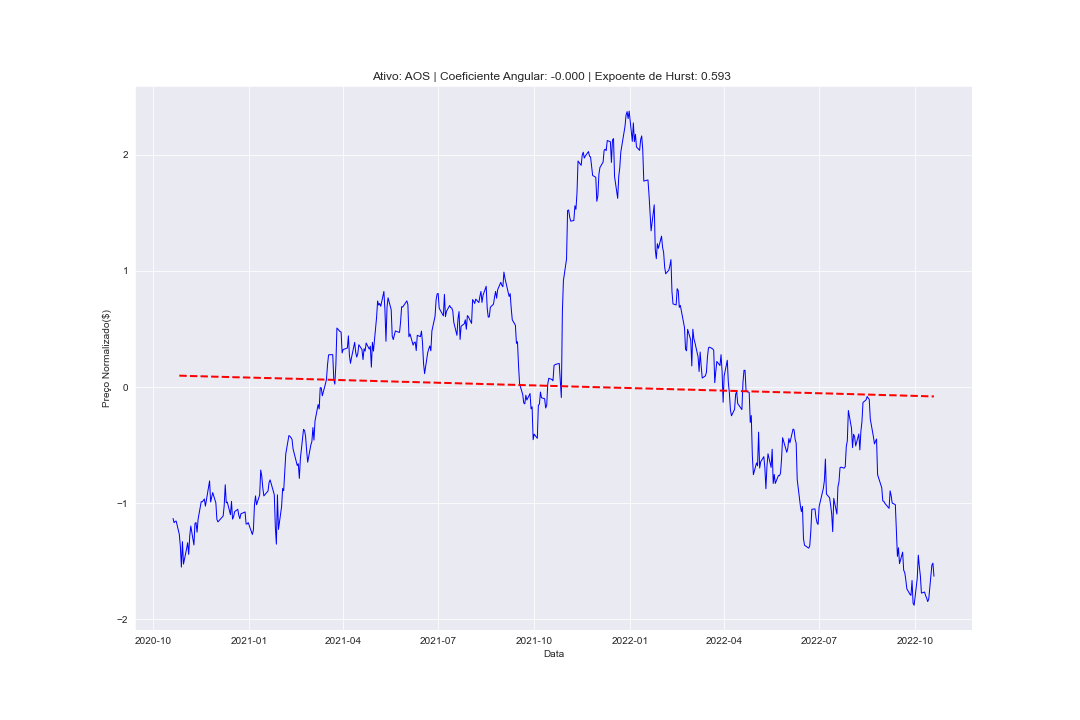 Ativo: AOS | Coeficiente Angular: -0.000 | Expoente de Hurst: 0.593
2
1
0
−1
−2
Preço Normalizado($)
2020-10 2021-01 2021-04 2021-07 2021-10 2022-01 2022-04 2022-07 2022-10
Data